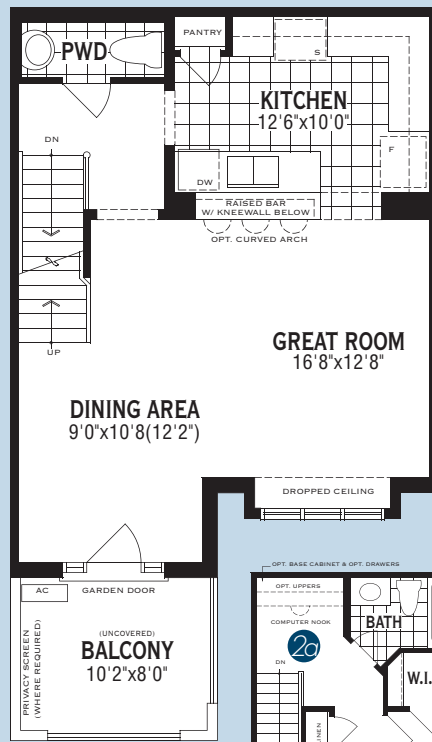 PWD
PANTRY
S
KITCHEN
12'6"x10'0"
DN
F
DW
RAISED BAR
W/ KNEEWALL BELOW
OPT. CURVED ARCH
GREAT ROOM
16'8"x12'8"
UP
DINING AREA
9'0"x10'8(12'2")
DROPPED CEILING
AC
GARDEN DOOR
(UNCOVERED)
BALCONY
10'2"x8'0"
PRIVACY SCREEN
(WHERE REQUIRED)
OPT. BASE CABINET & OPT. DRAWERS
OPT. UPPERS
COMPUTER NOOK
BATH
2a
DN
W.I.
LINEN